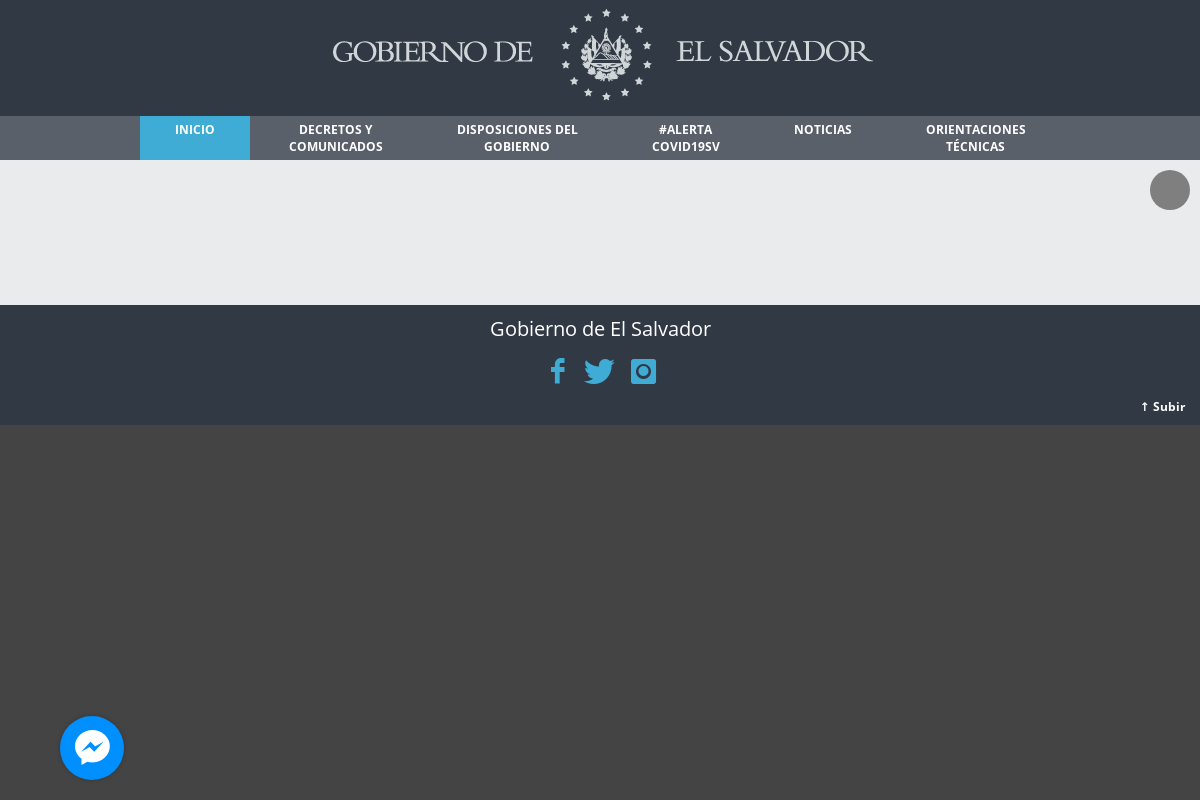 GOBIERNO DE EL SALVADOR
INICIO
DECRETOS Y
COMUNICADOS
DISPOSICIONES DEL
GOBIERNO
#ALERTA
COVID19SV
NOTICIAS
ORIENTACIONES
TÉCNICAS
Gobierno de El Salvador
↑ Subir